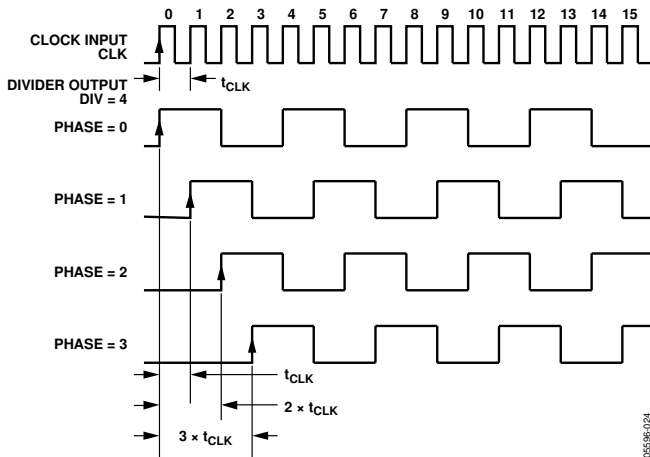 0 1 2 3 4 5 6 7 8 9 10 11 12 13 14 15
CLOCK INPUT
CLK
tCLK
DIVIDER OUTPUT
DIV = 4
PHASE = 0
PHASE = 1
PHASE = 2
PHASE = 3
tCLK
2 × tCLK
3 × tCLK
05596-024